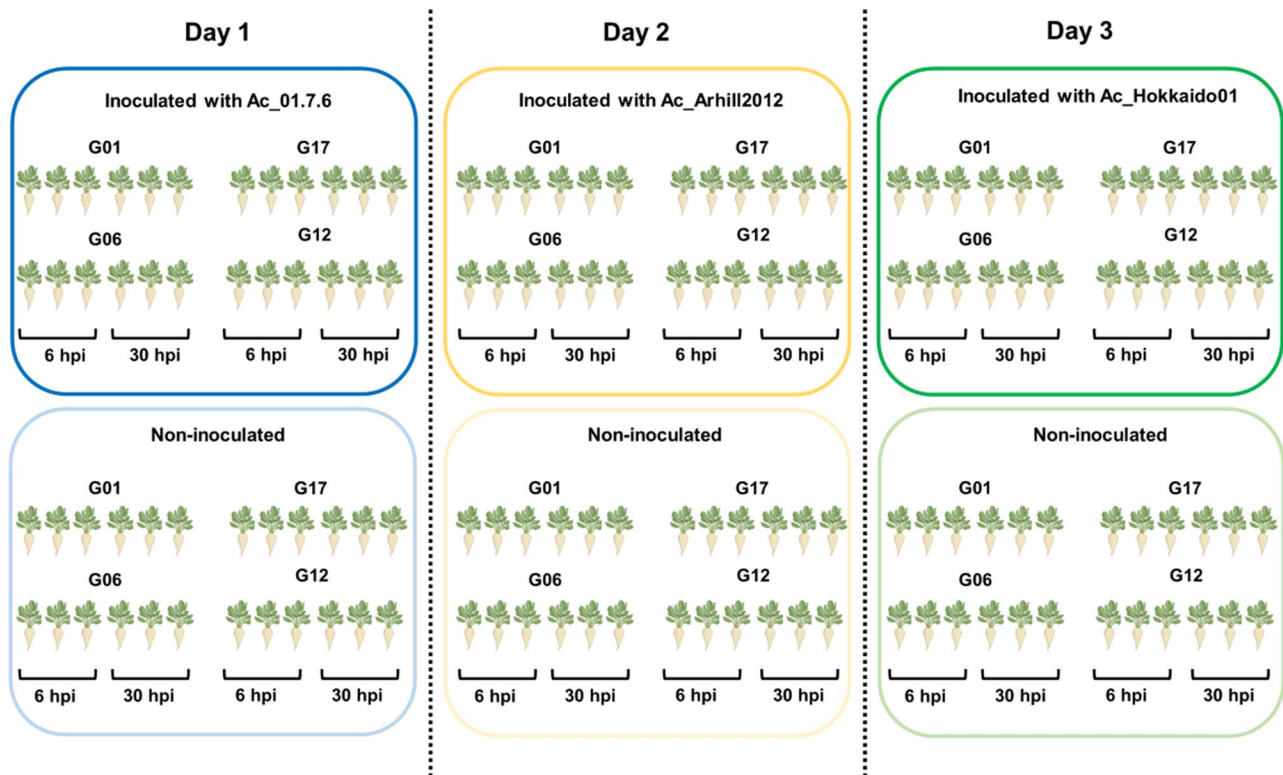 Day 1
Inoculated with Ac_01.7.6
G01 G17
G06 G12
6 hpi 30 hpi 6 hpi 30 hpi
Non-inoculated
G01 G17
G06 G12
6 hpi 30 hpi 6 hpi 30 hpi
Day 2
Inoculated with Ac_Arhill2012
G01 G17
G06 G12
6 hpi 30 hpi 6 hpi 30 hpi
Non-inoculated
G01 G17
G06 G12
6 hpi 30 hpi 6 hpi 30 hpi
Day 3
Inoculated with Ac_Hokkaido01
G01 G17
G06 G12
6 hpi 30 hpi 6 hpi 30 hpi
Non-inoculated
G01 G17
G06 G12
6 hpi 30 hpi 6 hpi 30 hpi